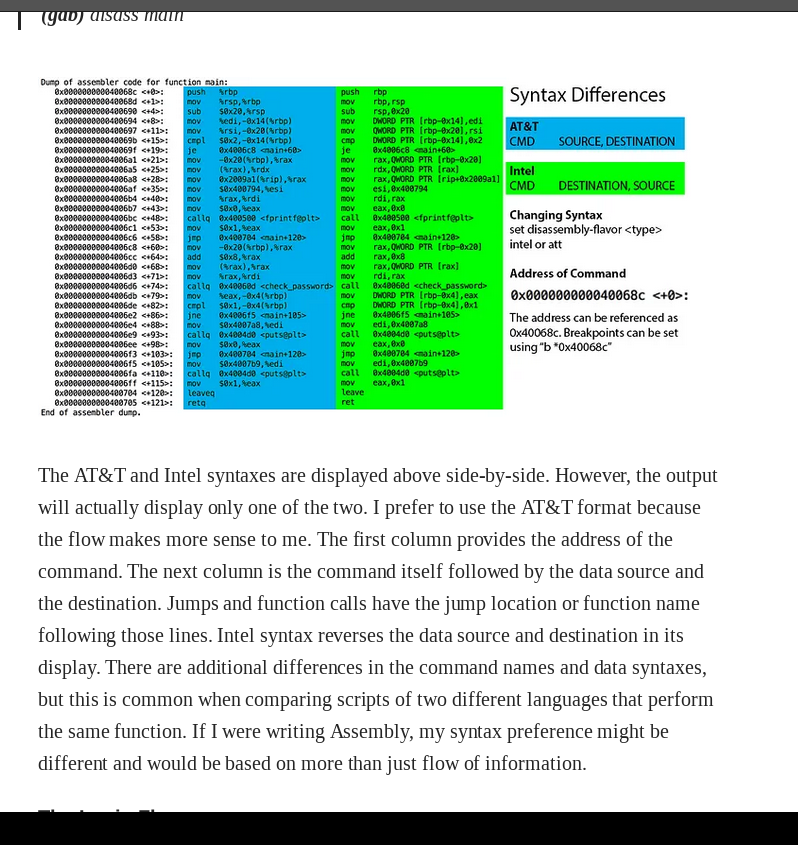 (gdb) disass main
Dump of assembler code for function main:
0x000000000040068c <+0>: push %rbp push rbp
0x000000000040068d <+1>: mov %rsp,%rbp mov rbp,rsp
0x0000000000400690 <+4>: sub $0x20,%rsp sub rsp,0x20
0x0000000000400694 <+8>: mov %edi,-0x14(%rbp) mov DWORD PTR [rbp-0x14],edi
0x0000000000400697 <+11>: mov %rsi,-0x20(%rbp) mov QWORD PTR [rbp-0x20],rsi
0x000000000040069b <+15>: cmpl $0x2,-0x14(%rbp) cmp DWORD PTR [rbp-0x14],0x2
0x000000000040069f <+19>: je 0x4006c8 <main+60> je 0x4006c8 <main+60>
0x00000000004006a1 <+21>: mov -0x20(%rbp),%rax mov rax,QWORD PTR [rbp-0x20]
0x00000000004006a5 <+25>: mov (%rax),%rdx mov rdx,QWORD PTR [rax]
0x00000000004006a8 <+28>: mov 0x2009a1(%rip),%rax mov rax,QWORD PTR [rip+0x2009a1]
0x00000000004006af <+35>: mov $0x400794,%esi mov esi,0x400794
0x00000000004006b4 <+40>: mov %rax,%rdi mov rdi,rax
0x00000000004006b7 <+43>: mov $0x0,%eax mov eax,0x0
0x00000000004006bc <+48>: callq 0x400500 <fprintf@plt> call 0x400500 <fprintf@plt>
0x00000000004006c1 <+53>: mov $0x1,%eax mov eax,0x1
0x00000000004006c6 <+58>: jmp 0x400704 <main+120> jmp 0x400704 <main+120>
0x00000000004006c8 <+60>: mov -0x20(%rbp),%rax mov rax,QWORD PTR [rbp-0x20]
0x00000000004006cc <+64>: add $0x8,%rax add rax,0x8
0x00000000004006d0 <+68>: mov (%rax),%rax mov rax,QWORD PTR [rax]
0x00000000004006d3 <+71>: mov %rax,%rdi mov rdi,rax
0x00000000004006d6 <+74>: callq 0x40060d <check_password> call 0x40060d <check_password>
0x00000000004006db <+79>: mov %eax,-0x4(%rbp) mov DWORD PTR [rbp-0x4],eax
0x00000000004006de <+82>: cmpl $0x1,-0x4(%rbp) cmp DWORD PTR [rbp-0x4],0x1
0x00000000004006e2 <+86>: jne 0x4006f5 <main+105> jne 0x4006f5 <main+105>
0x00000000004006e4 <+88>: mov $0x4007a8,%edi mov edi,0x4007a8
0x00000000004006e9 <+93>: callq 0x4004d0 <puts@plt> call 0x4004d0 <puts@plt>
0x00000000004006ee <+98>: mov $0x0,%eax mov eax,0x0
0x00000000004006f3 <+103>: jmp 0x400704 <main+120> jmp 0x400704 <main+120>
0x00000000004006f5 <+105>: mov $0x4007b9,%edi mov edi,0x4007b9
0x00000000004006fa <+110>: callq 0x4004d0 <puts@plt> call 0x4004d0 <puts@plt>
0x00000000004006ff <+115>: mov $0x1,%eax mov eax,0x1
0x0000000000400704 <+120>: leaveq leave
0x0000000000400705 <+121>: retq ret
End of assembler dump.
Syntax Differences
AT&T
CMD SOURCE, DESTINATION
Intel
CMD DESTINATION, SOURCE
Changing Syntax
set disassembly-flavor <type>
intel or att
Address of Command
0x000000000040068c <+0>:
The address can be referenced as
0x40068c. Breakpoints can be set
using "b *0x40068c"
The AT&T and Intel syntaxes are displayed above side-by-side. However, the output
will actually display only one of the two. I prefer to use the AT&T format because
the flow makes more sense to me. The first column provides the address of the
command. The next column is the command itself followed by the data source and
the destination. Jumps and function calls have the jump location or function name
following those lines. Intel syntax reverses the data source and destination in its
display. There are additional differences in the command names and data syntaxes,
but this is common when comparing scripts of two different languages that perform
the same function. If I were writing Assembly, my syntax preference might be
different and would be based on more than just flow of information.